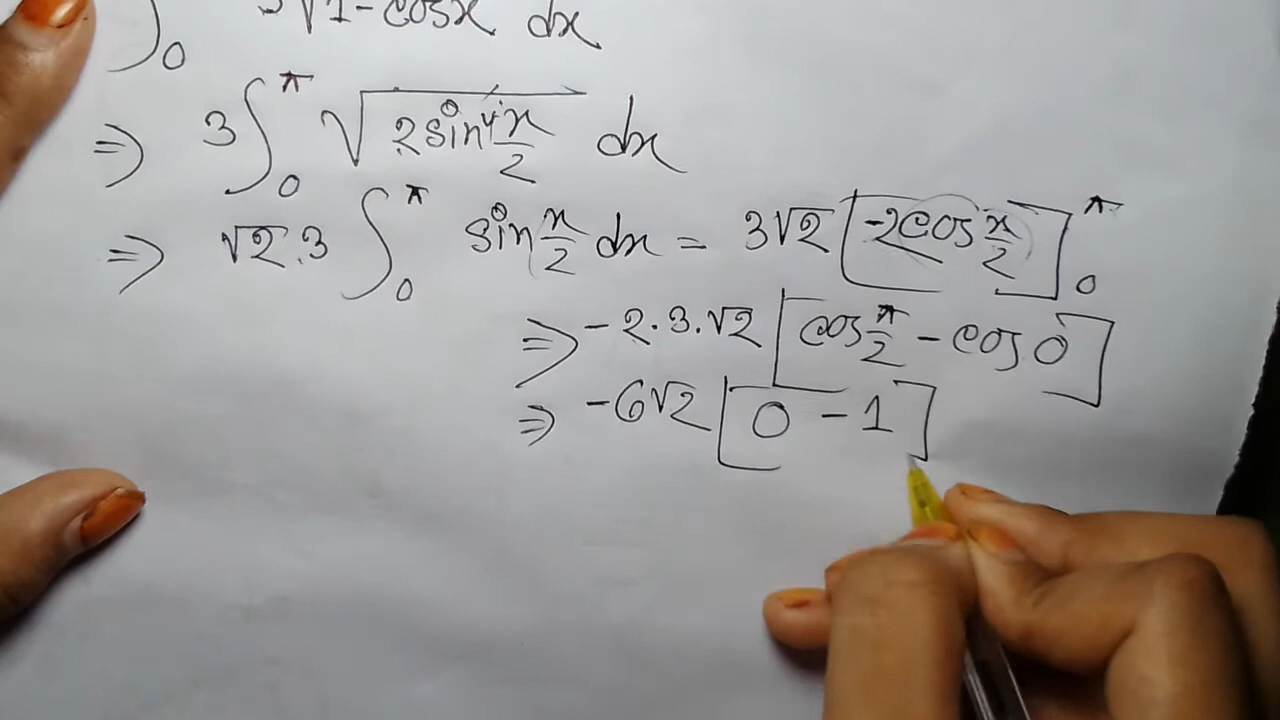 ∫₀ 3√1-cosx dx
⇒ 3∫₀^π √2sin²x/2 dx
⇒ √2.3 ∫₀^π sin x/2 dx = 3√2 [-2cos x/2]₀^π
⇒ -2.3.√2 [cos π/2 - cos 0]
⇒ -6√2 [0 - 1]